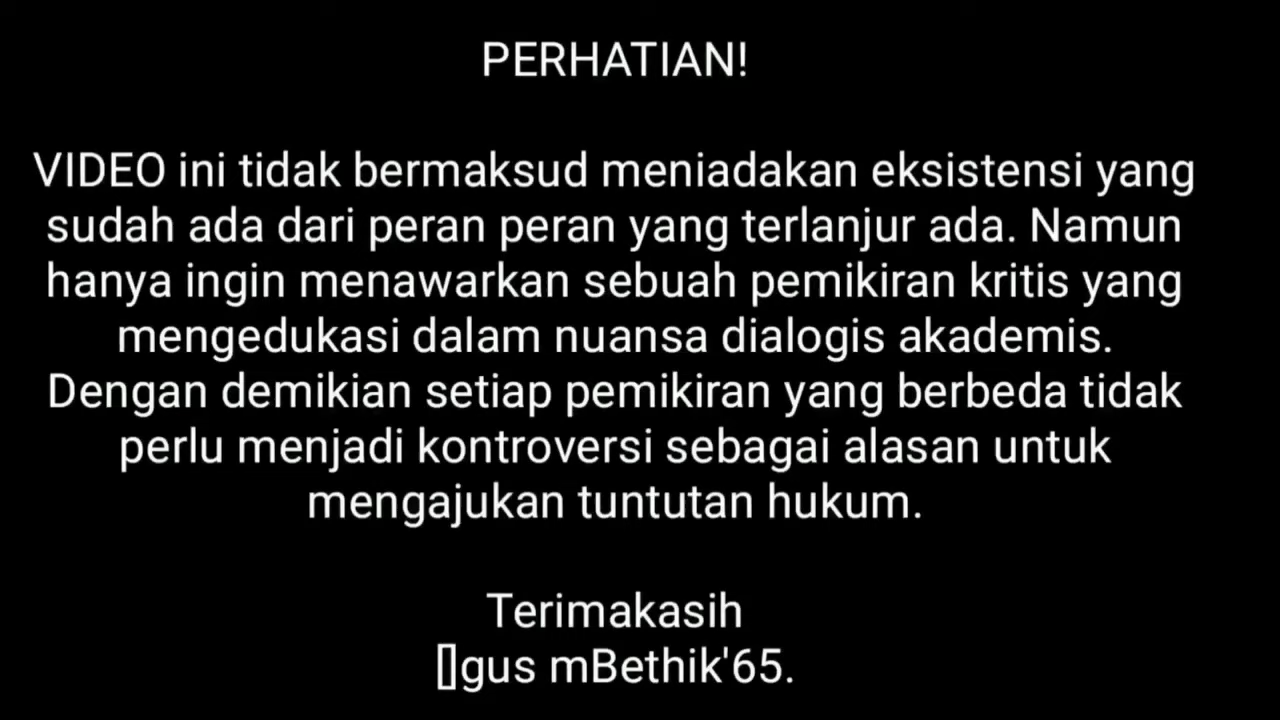 PERHATIAN!
VIDEO ini tidak bermaksud meniadakan eksistensi yang
sudah ada dari peran peran yang terlanjur ada. Namun
hanya ingin menawarkan sebuah pemikiran kritis yang
mengedukasi dalam nuansa dialogis akademis.
Dengan demikian setiap pemikiran yang berbeda tidak
perlu menjadi kontroversi sebagai alasan untuk
mengajukan tuntutan hukum.
Terimakasih
[]gus mBethik'65.